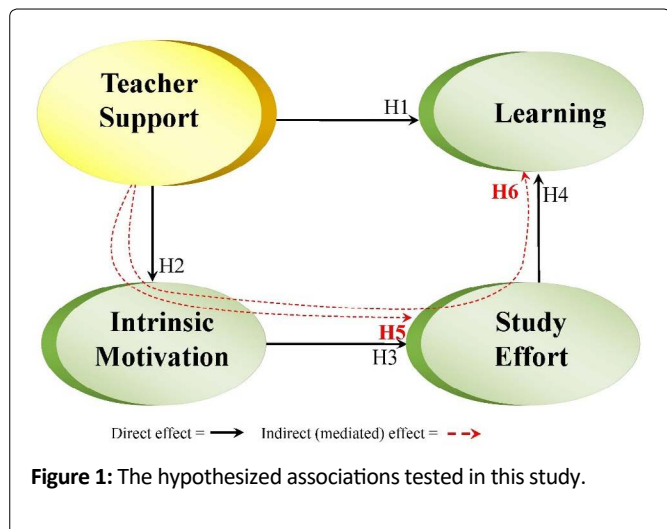 Teacher
Support
H1
Learning
H6
H4
H2
Intrinsic
Motivation
H5
H3
Study
Effort
Direct effect = Indirect (mediated) effect =
Figure 1: The hypothesized associations tested in this study.